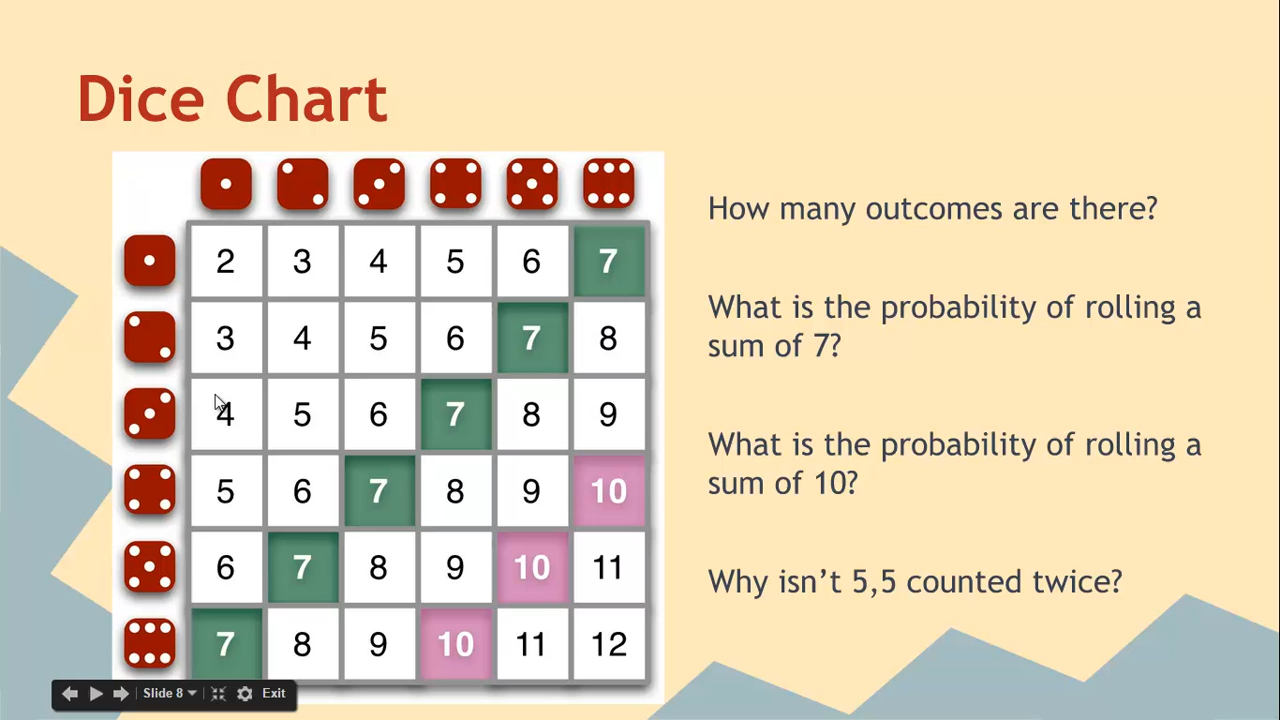 Dice Chart
2 3 4 5 6 7
3 4 5 6 7 8
4 5 6 7 8 9
5 6 7 8 9 10
6 7 8 9 10 11
7 8 9 10 11 12
How many outcomes are there?
What is the probability of rolling a
sum of 7?
What is the probability of rolling a
sum of 10?
Why isn't 5,5 counted twice?
Slide 8 Exit